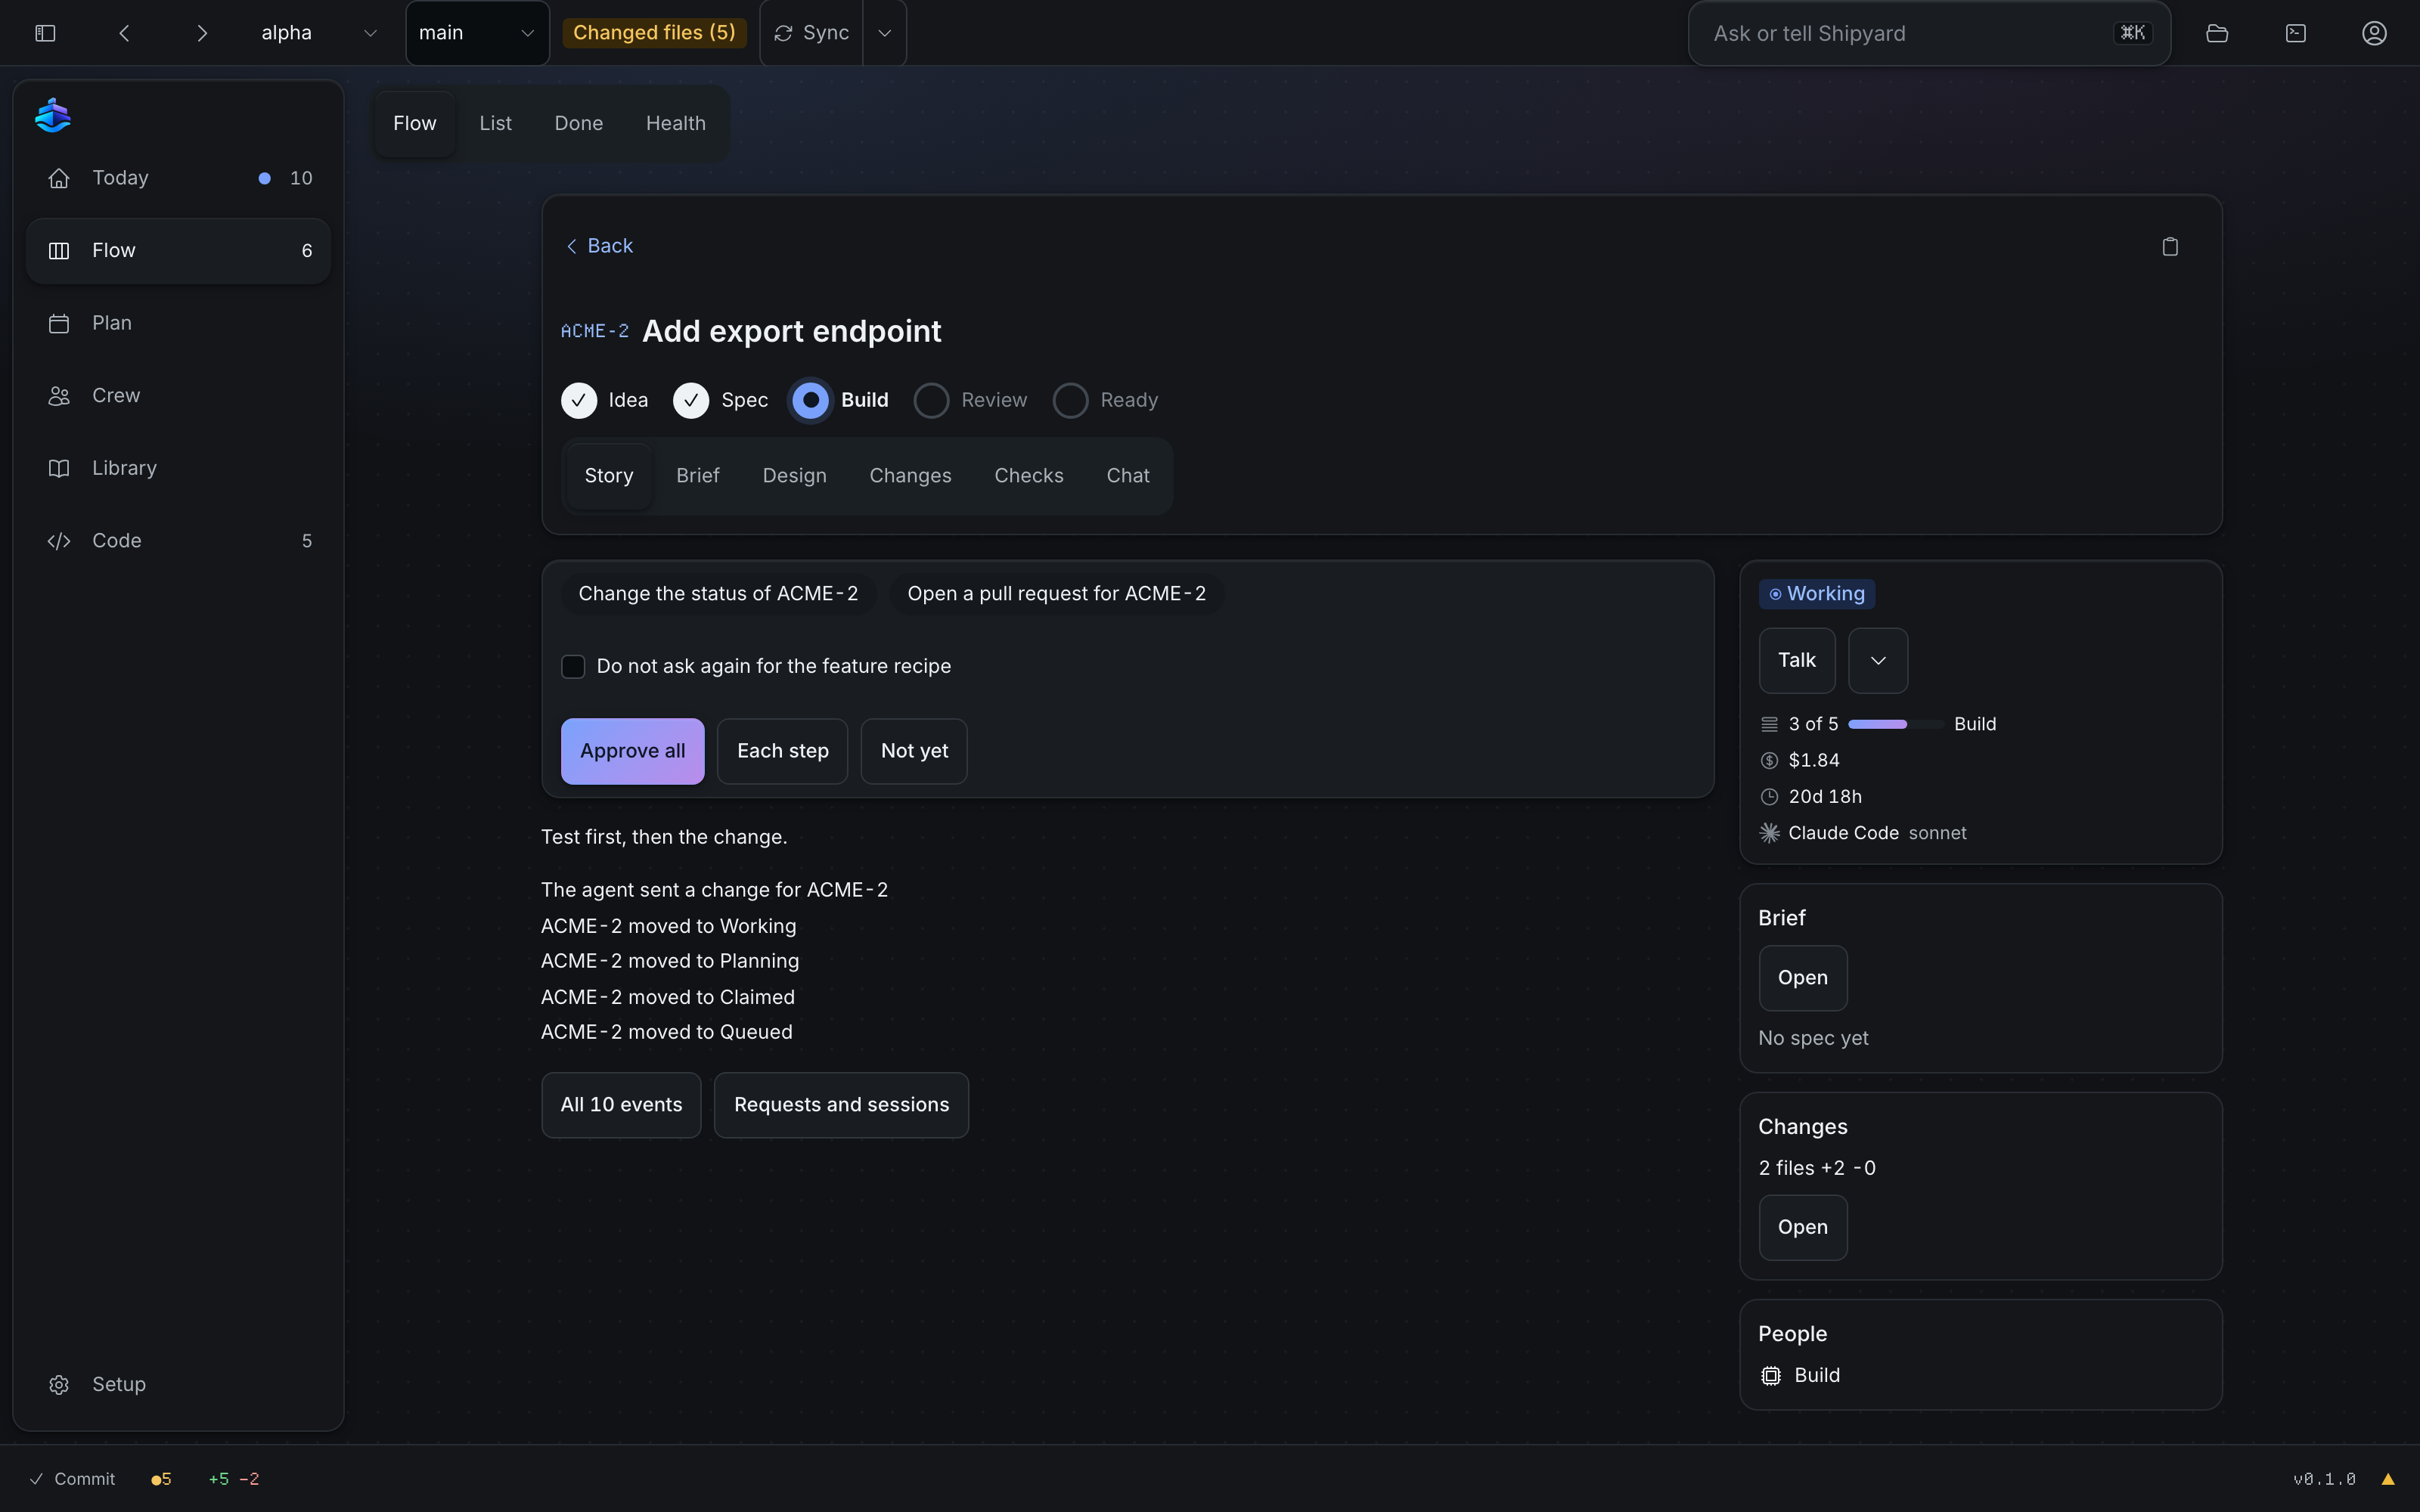 alpha
main
Changed files (5)
Sync
Ask or tell Shipyard
⌘K
Today 10
Flow 6
Plan
Crew
Library
Code 5
Setup
Flow List Done Health
Back
ACME-2 Add export endpoint
Idea Spec Build Review Ready
Story Brief Design Changes Checks Chat
Change the status of ACME-2 Open a pull request for ACME-2
Do not ask again for the feature recipe
Approve all Each step Not yet
Test first, then the change.
The agent sent a change for ACME-2
ACME-2 moved to Working
ACME-2 moved to Planning
ACME-2 moved to Claimed
ACME-2 moved to Queued
All 10 events Requests and sessions
Working
Talk
3 of 5 Build
$1.84
20d 18h
Claude Code sonnet
Brief
Open
No spec yet
Changes
2 files +2 -0
Open
People
Build
Commit 5 +5 -2
v0.1.0